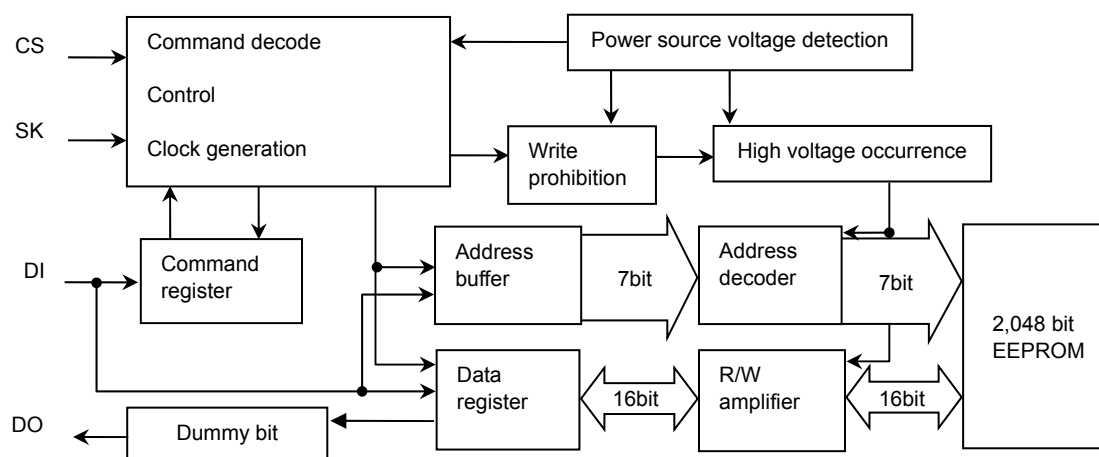 CS
Command decode
Control
Clock generation
Power source voltage detection
SK
Write
prohibition
High voltage occurrence
DI
Command
register
Address
buffer
7bit
Address
decoder
7bit
2,048 bit
EEPROM
Data
register
16bit
R/W
amplifier
16bit
DO
Dummy bit